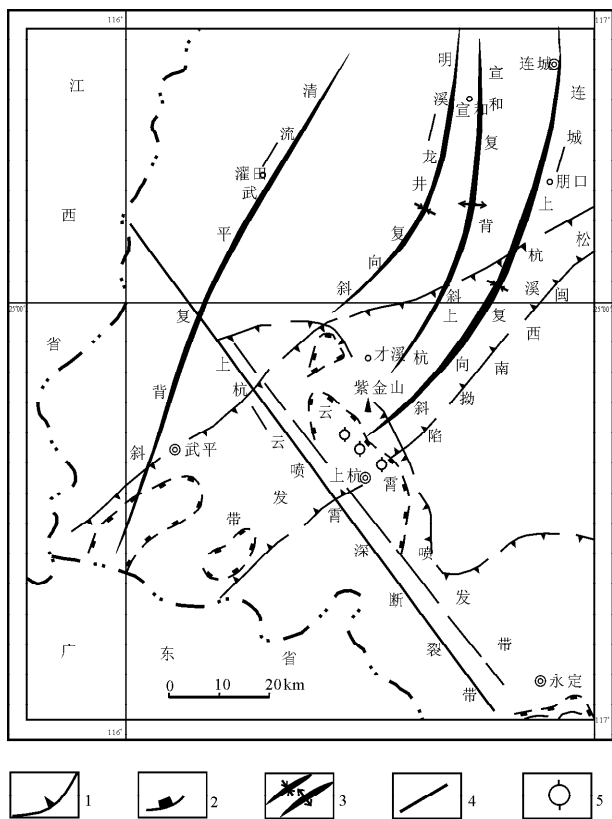 116°
117°
江西省
广东省
清流武平复背斜
濯田
明溪龙井复向斜
宣和复背斜
宣和
连城
连城上杭复向斜
朋口
松溪上杭
闽西南拗陷
25°00′
25°00′
才溪
紫金山
上杭云霄深断裂带
云霄喷发带
喷发带
武平
上杭
永定
0 10 20km
116°
117°
1
2
3
4
5